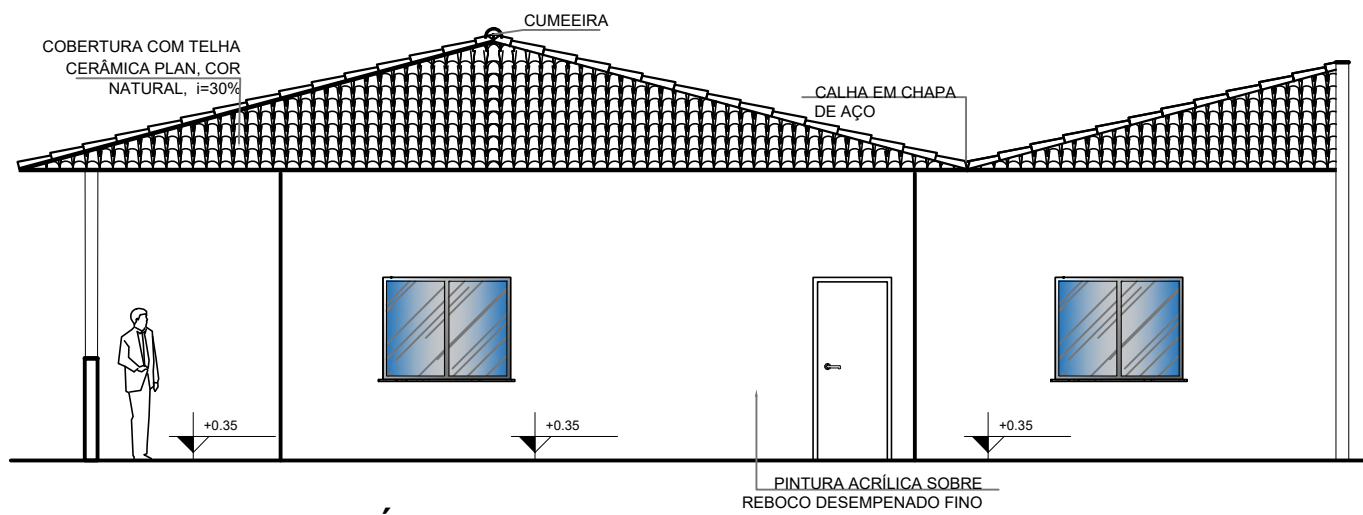 CUMEEIRA
COBERTURA COM TELHA
CERÂMICA PLAN, COR
NATURAL, i=30%
CALHA EM CHAPA
DE AÇO
+0.35
+0.35
+0.35
PINTURA ACRÍLICA SOBRE
REBOCO DESEMPENADO FINO